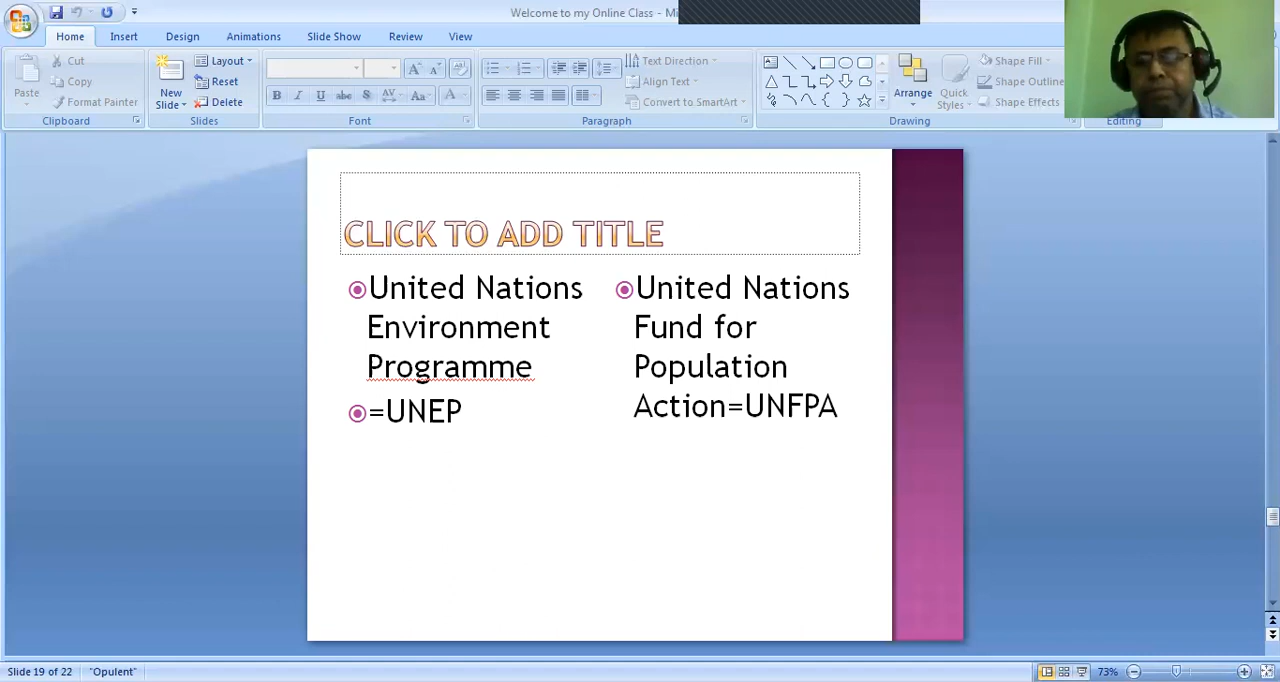 Welcome to my Online Class - Mi
Home Insert Design Animations Slide Show Review View
Paste
Cut
Copy
Format Painter
Clipboard
New
Slide
Layout
Reset
Delete
Slides
B I U abc S AV Aa A
Font
Text Direction
Align Text
Convert to SmartArt
Paragraph
Arrange
Quick
Styles
Shape Fill
Shape Outline
Shape Effects
Drawing
Editing
CLICK TO ADD TITLE
United Nations
Environment
Programme
=UNEP
United Nations
Fund for
Population
Action=UNFPA
Slide 19 of 22 "Opulent" 73%